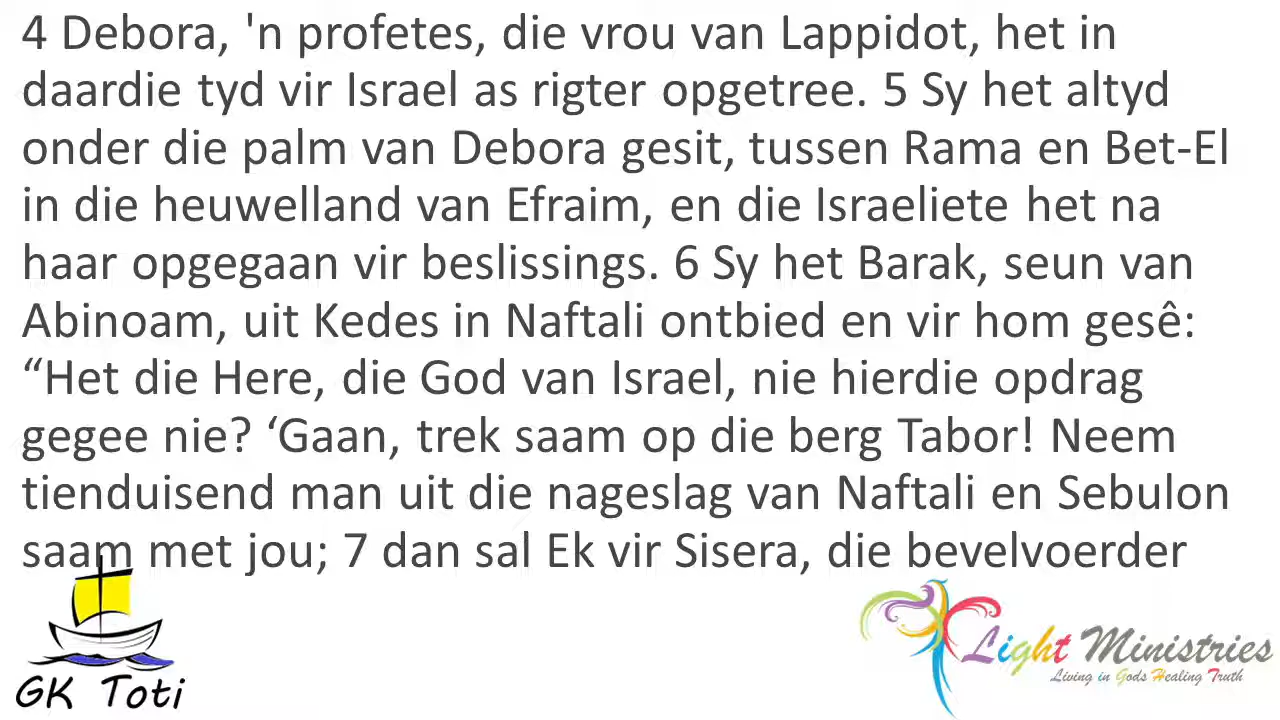 4 Debora, 'n profetes, die vrou van Lappidot, het in
daardie tyd vir Israel as rigter opgetree. 5 Sy het altyd
onder die palm van Debora gesit, tussen Rama en Bet-El
in die heuwelland van Efraim, en die Israeliete het na
haar opgegaan vir beslissings. 6 Sy het Barak, seun van
Abinoam, uit Kedes in Naftali ontbied en vir hom gesê:
“Het die Here, die God van Israel, nie hierdie opdrag
gegee nie? ‘Gaan, trek saam op die berg Tabor! Neem
tienduisend man uit die nageslag van Naftali en Sebulon
saam met jou; 7 dan sal Ek vir Sisera, die bevelvoerder
GK Toti
Light Ministries
Living in Gods Healing Truth